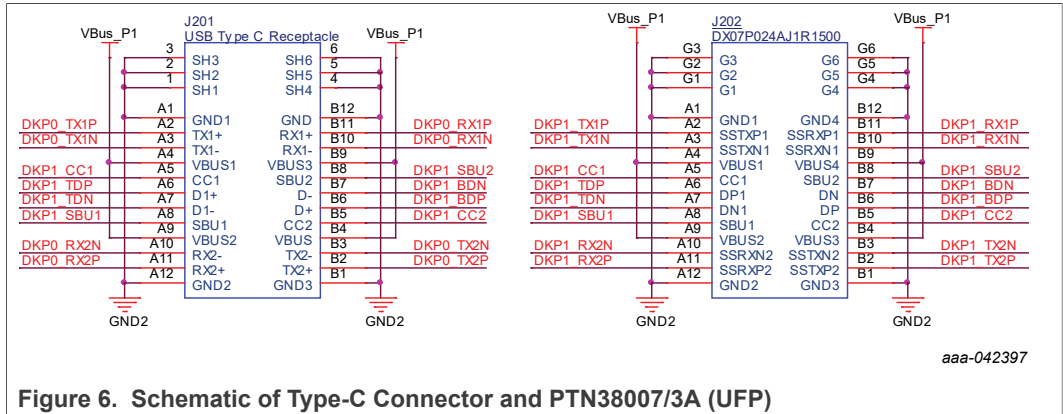 J201
USB Type C Receptacle
VBus_P1
VBus_P1
3
SH3
SH6
6
2
SH2
SH5
5
1
SH1
SH4
4
A1
GND1
GND
B12
DKP0_TX1P
A2
TX1+
RX1+
B11
DKP0_RX1P
DKP0_TX1N
A3
TX1-
RX1-
B10
DKP0_RX1N
A4
VBUS1
VBUS3
B9
DKP1_CC1
A5
CC1
SBU2
B8
DKP1_SBU2
DKP1_TDP
A6
D1+
D-
B7
DKP1_BDN
DKP1_TDN
A7
D1-
D+
B6
DKP1_BDP
DKP1_SBU1
A8
SBU1
CC2
B5
DKP1_CC2
A9
VBUS2
VBUS
B4
DKP0_RX2N
A10
RX2-
TX2-
B3
DKP0_TX2N
DKP0_RX2P
A11
RX2+
TX2+
B2
DKP0_TX2P
A12
GND2
GND3
B1
GND2
GND2
J202
DX07P024AJ1R1500
VBus_P1
VBus_P1
G3
G3
G6
G6
G2
G2
G5
G5
G1
G1
G4
G4
A1
GND1
GND4
B12
DKP1_TX1P
A2
SSTXP1
SSRXP1
B11
DKP1_RX1P
DKP1_TX1N
A3
SSTXN1
SSRXN1
B10
DKP1_RX1N
A4
VBUS1
VBUS4
B9
DKP1_CC1
A5
CC1
SBU2
B8
DKP1_SBU2
DKP1_TDP
A6
DP1
DN
B7
DKP1_BDN
DKP1_TDN
A7
DN1
DP
B6
DKP1_BDP
DKP1_SBU1
A8
SBU1
CC2
B5
DKP1_CC2
A9
VBUS2
VBUS3
B4
DKP1_RX2N
A10
SSRXN2
SSTXN2
B3
DKP1_TX2N
DKP1_RX2P
A11
SSRXP2
SSTXP2
B2
DKP1_TX2P
A12
GND2
GND3
B1
GND2
GND2
aaa-042397
Figure 6. Schematic of Type-C Connector and PTN38007/3A (UFP)